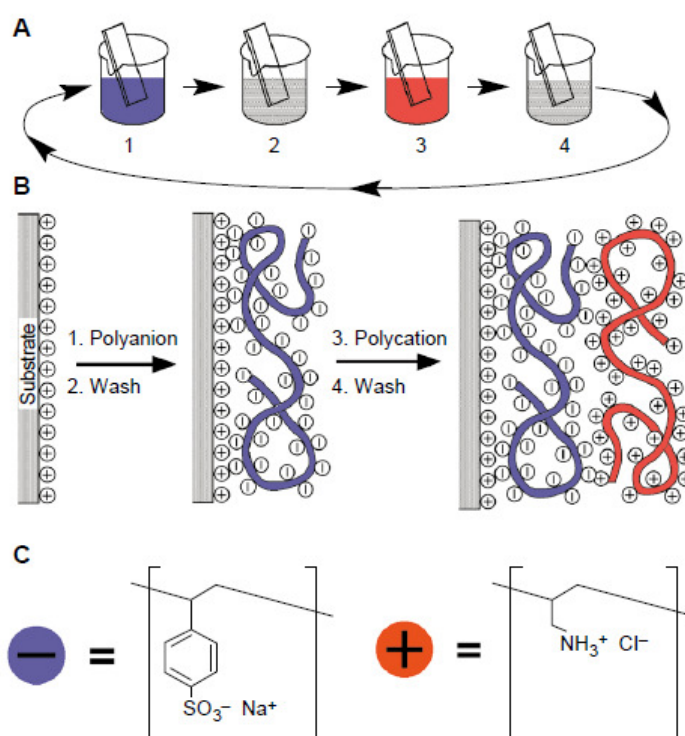 A
1 2 3 4
B
Substrate
1. Polyanion
2. Wash
3. Polycation
4. Wash
C
− =
SO₃⁻ Na⁺
+ =
NH₃⁺ Cl⁻